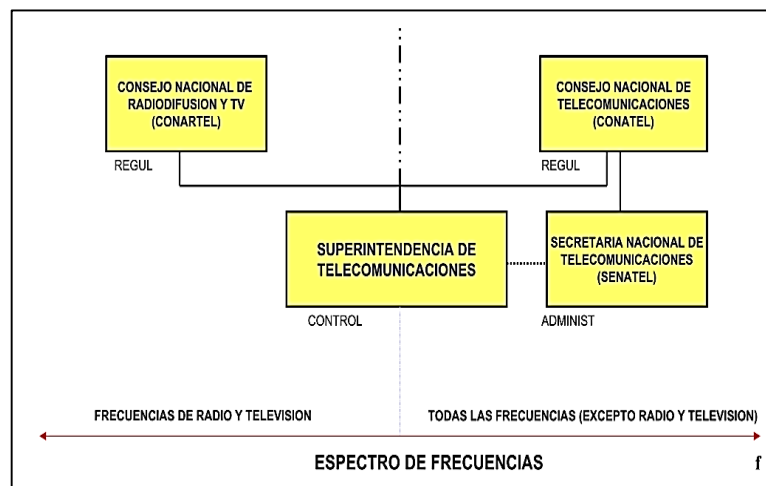 CONSEJO NACIONAL DE
RADIODIFUSION Y TV
(CONARTEL)
REGUL
CONSEJO NACIONAL DE
TELECOMUNICACIONES
(CONATEL)
REGUL
SUPERINTENDENCIA DE
TELECOMUNICACIONES
CONTROL
SECRETARIA NACIONAL DE
TELECOMUNICACIONES
(SENATEL)
ADMINIST
FRECUENCIAS DE RADIO Y TELEVISION
TODAS LAS FRECUENCIAS (EXCEPTO RADIO Y TELEVISION)
ESPECTRO DE FRECUENCIAS
f